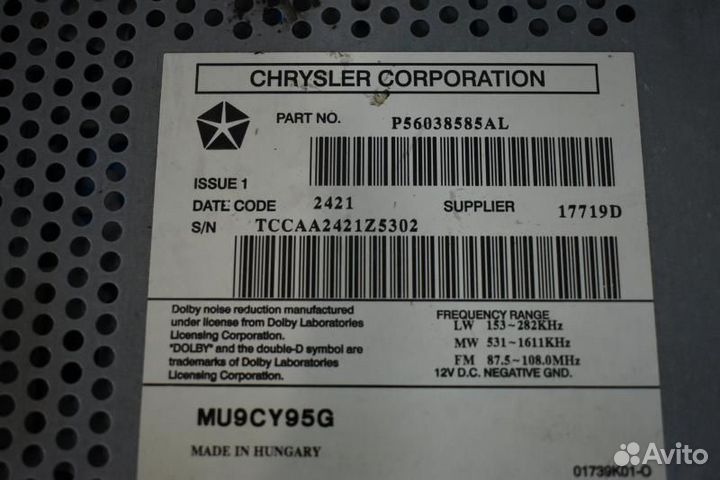 CHRYSLER CORPORATION
PART NO. P56038585AL
ISSUE 1
DATE CODE 2421 SUPPLIER 17719D
S/N TCCAA2421Z5302
Dolby noise reduction manufactured
under license from Dolby Laboratories
Licensing Corporation.
"DOLBY" and the double-D symbol are
trademarks of Dolby Laboratories
Licensing Corporation.
FREQUENCY RANGE
LW 153~282KHz
MW 531~1611KHz
FM 87.5~108.0MHz
12V D.C. NEGATIVE GND.
MU9CY95G
MADE IN HUNGARY
01739K01-O
Avito